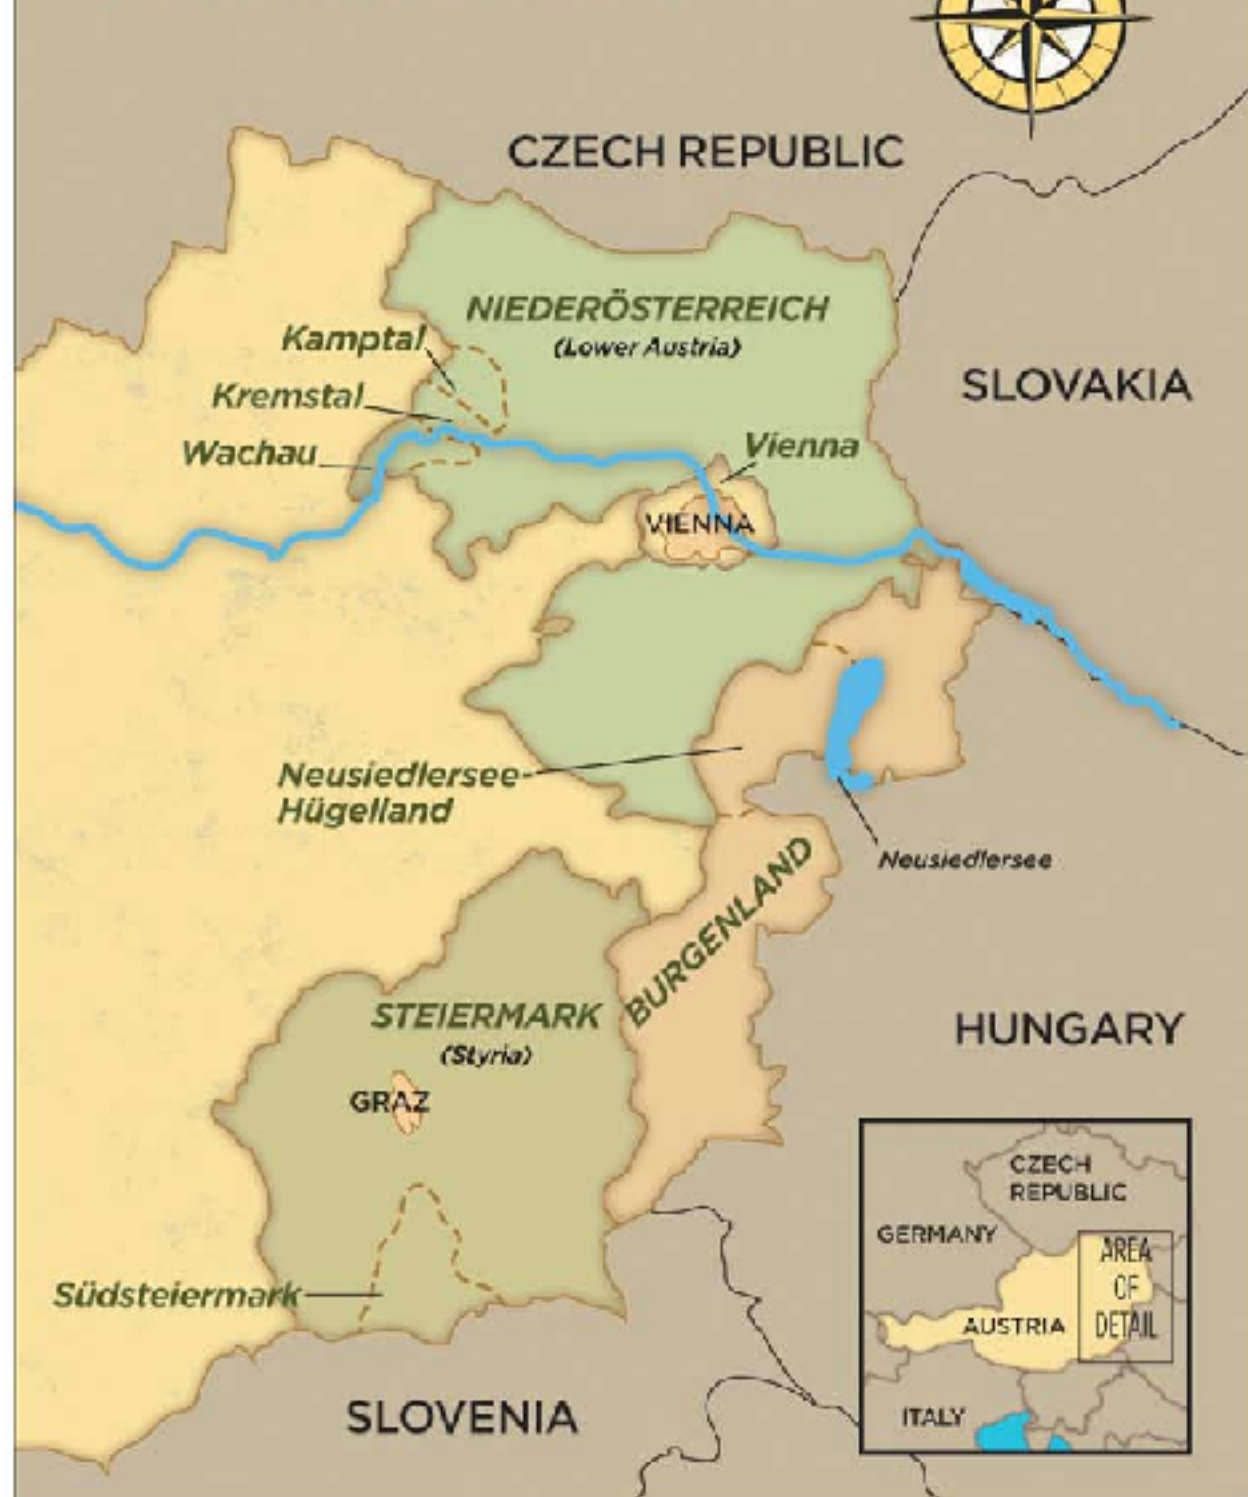 CZECH REPUBLIC
NIEDERÖSTERREICH
(Lower Austria)
Kamptal
Kremstal
Wachau
SLOVAKIA
Vienna
VIENNA
Neusiedlersee-
Hügelland
Neusiedlersee
BURGENLAND
STEIERMARK
(Styria)
GRAZ
HUNGARY
Südsteiermark
SLOVENIA
CZECH
REPUBLIC
GERMANY
AREA
OF
DETAIL
AUSTRIA
ITALY